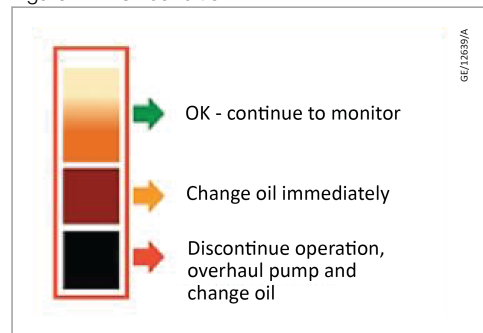 GE/12639/A
OK - continue to monitor
Change oil immediately
Discontinue operation,
overhaul pump and
change oil